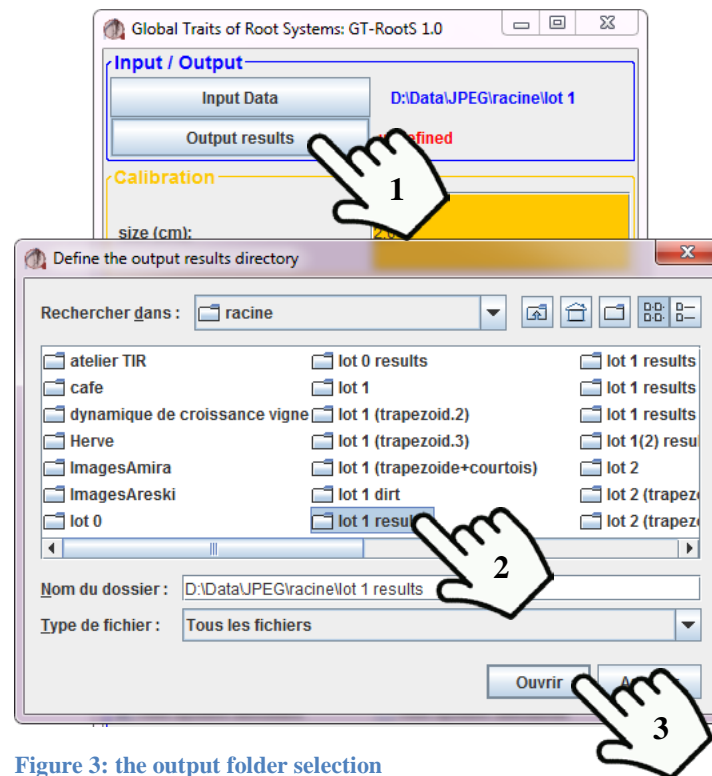 Global Traits of Root Systems: GT-RootS 1.0
Input / Output
Input Data D:\Data\JPEG\racine\lot 1
Output results
1
Calibration
size (cm):
Define the output results directory
Rechercher dans : racine
atelier TIR lot 0 results lot 1 results
cafe lot 1 lot 1 results
dynamique de croissance vigne lot 1 (trapezoid.2) lot 1 results
Herve lot 1 (trapezoid.3) lot 1(2) resu
ImagesAmira lot 1 (trapezoide+courtois) lot 2
ImagesAreski lot 1 dirt lot 2 (trapez
lot 0 lot 1 resul lot 2 (trapez
2
Nom du dossier : D:\Data\JPEG\racine\lot 1 results
Type de fichier : Tous les fichiers
Ouvrir
3
Figure 3: the output folder selection